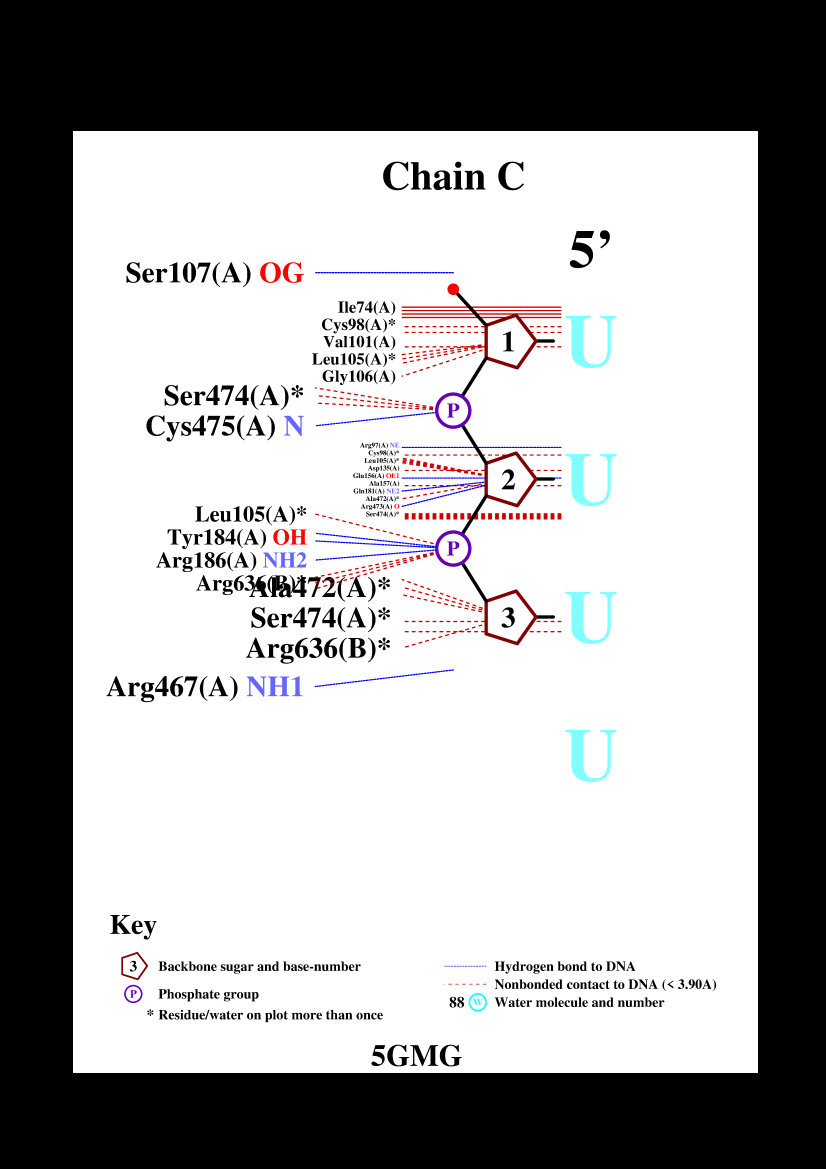 Chain C
5’
Ser107(A) OG
Ile74(A)
Cys98(A)*
Val101(A)
Leu105(A)*
Gly106(A)
U
1
Ser474(A)*
P
Cys475(A) N
Arg97(A) NE
Cys98(A)*
Leu105(A)*
Asp135(A)
Glu156(A) OE1
Ala157(A)
Gln181(A) NE2
Ala472(A)*
Arg473(A) O
Ser474(A)*
2
U
Leu105(A)*
Tyr184(A) OH
P
Arg186(A) NH2
Arg636(B)*
Ala472(A)*
Ser474(A)*
3
U
Arg636(B)*
Arg467(A) NH1
U
Key
3 Backbone sugar and base-number
P Phosphate group
* Residue/water on plot more than once
Hydrogen bond to DNA
Nonbonded contact to DNA (< 3.90A)
88 W Water molecule and number
5GMG